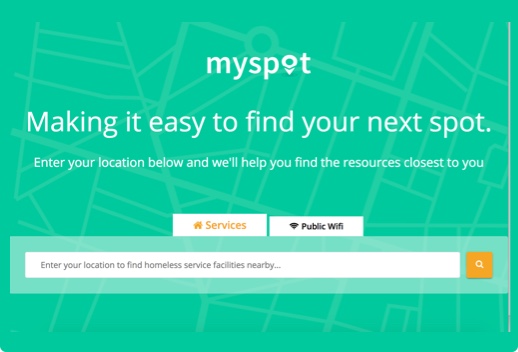 myspot
Making it easy to find your next spot.
Enter your location below and we'll help you find the resources closest to you
Services
Public Wifi
Enter your location to find homeless service facilities nearby...